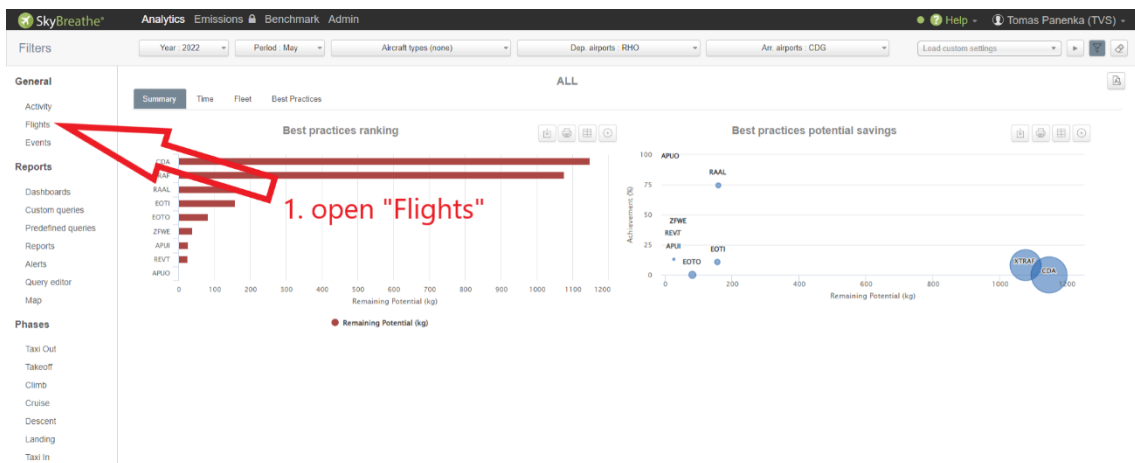 SkyBreathe®
Analytics Emissions Benchmark Admin
Help
Tomas Panenka (TVS)
Filters
Year : 2022
Period : May
Aircraft types (none)
Dep. airports : RHO
Arr. airports : CDG
Load custom settings
General
Activity
Flights
Events
Reports
Dashboards
Custom queries
Predefined queries
Reports
Alerts
Query editor
Map
Phases
Taxi Out
Takeoff
Climb
Cruise
Descent
Landing
Taxi In
ALL
Summary Time Fleet Best Practices
Best practices ranking
CDA
RAAL
EOTI
EOTO
ZFWE
APUI
REVT
APUO
0 100 200 300 400 500 600 700 800 900 1000 1100 1200
Remaining Potential (kg)
Remaining Potential (kg)
1. open "Flights"
Best practices potential savings
Achievement (%)
100
75
50
25
0
APUO
RAAL
ZFWE
REVT
APUI
EOTI
EOTO
XTRAF
CDA
0 200 400 600 800 1000 1200
Remaining Potential (kg)